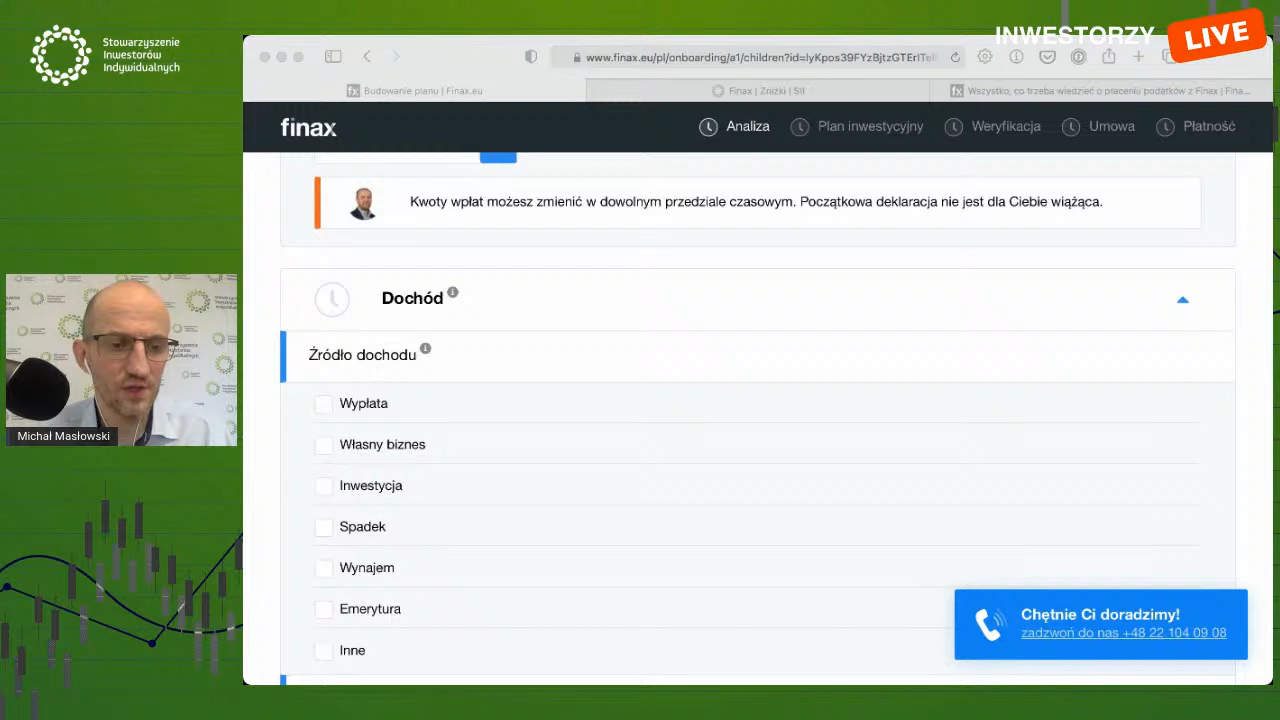 Stowarzyszenie
Inwestorów
Indywidualnych
INWESTORZY LIVE
www.finax.eu/pl/onboarding/a1/children?id=
Budowanie planu | Finax.eu
Finax | Zniżki | SII
Wszystko, co trzeba wiedzieć o płaceniu podatków z Finax | Fina...
finax
Analiza
Plan inwestycyjny
Weryfikacja
Umowa
Płatność
Kwoty wpłat możesz zmienić w dowolnym przedziale czasowym. Początkowa deklaracja nie jest dla Ciebie wiążąca.
Dochód
Źródło dochodu
Wypłata
Własny biznes
Inwestycja
Spadek
Wynajem
Emerytura
Inne
Chętnie Ci doradzimy!
zadzwoń do nas +48 22 104 09 08
Michał Masłowski